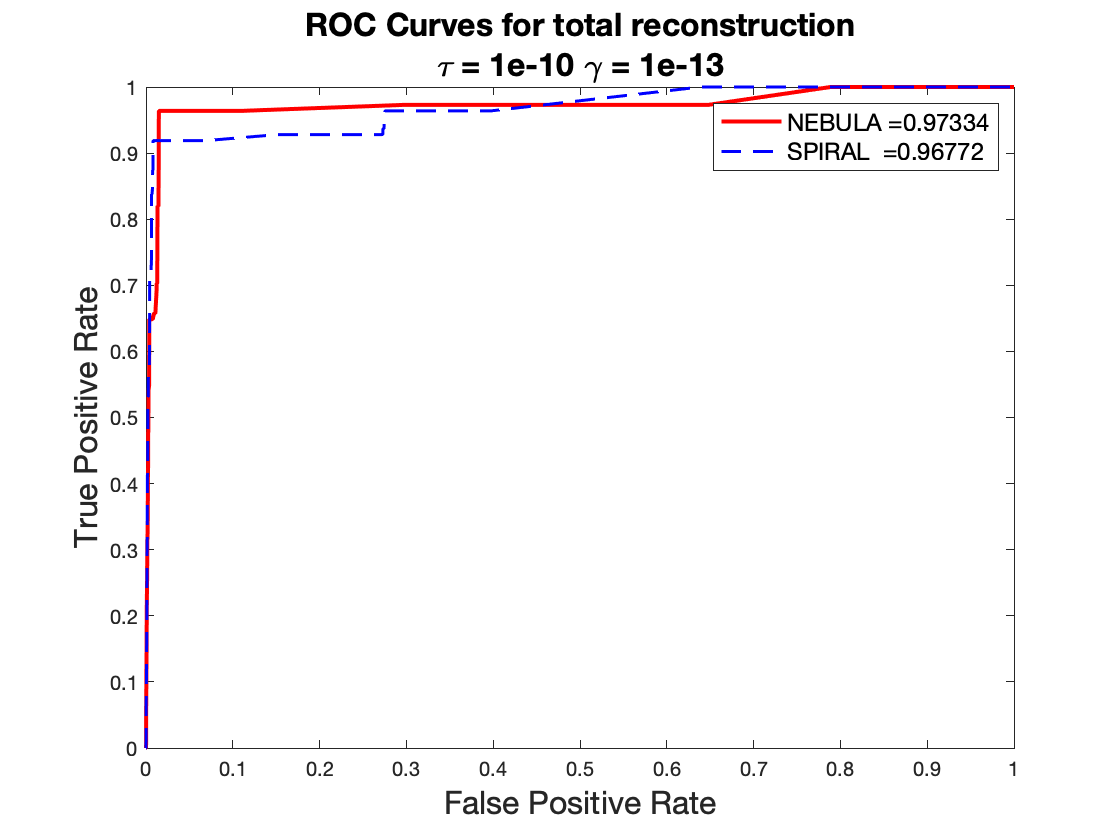 ROC Curves for total reconstruction
τ = 1e-10 γ = 1e-13
NEBULA =0.97334
SPIRAL =0.96772
True Positive Rate
1
0.9
0.8
0.7
0.6
0.5
0.4
0.3
0.2
0.1
0
0 0.1 0.2 0.3 0.4 0.5 0.6 0.7 0.8 0.9 1
False Positive Rate